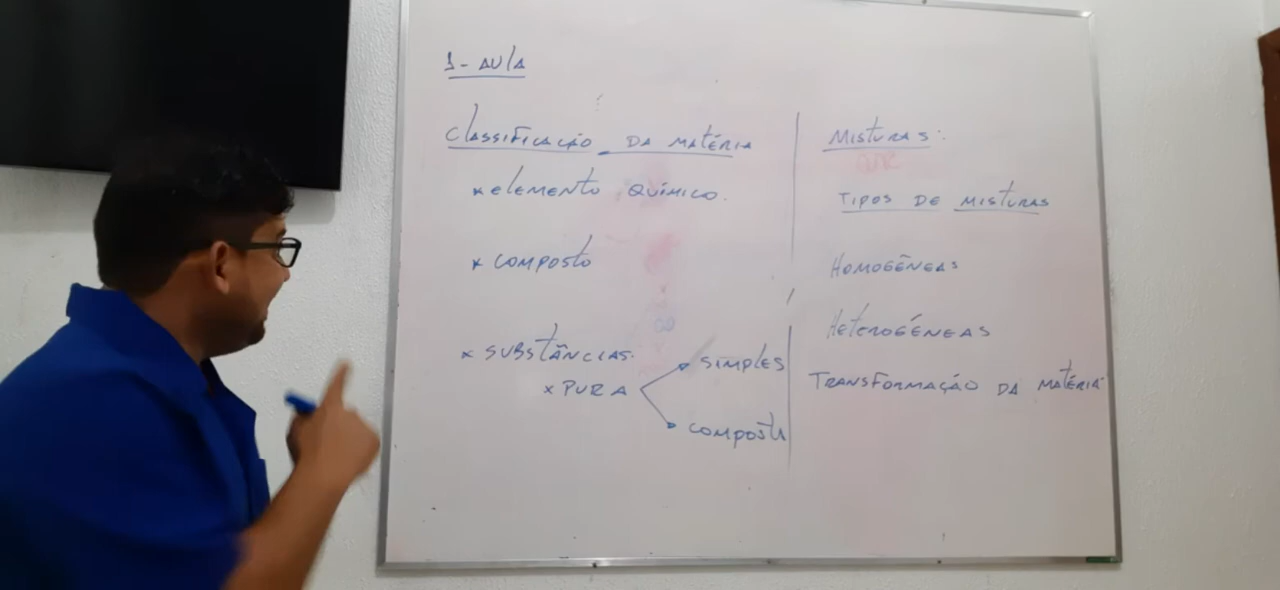 1- AULA
CLASSIFICAÇÃO DA MATÉRIA
x ELEMENTO QUÍMICO.
x COMPOSTO
x SUBSTÂNCIAS.
x PURA
SIMPLES
COMPOSTA
MISTURAS:
TIPOS DE MISTURAS
HOMOGÊNEAS
HETEROGÉNEAS
TRANSFORMAÇÃO DA MATÉRIA